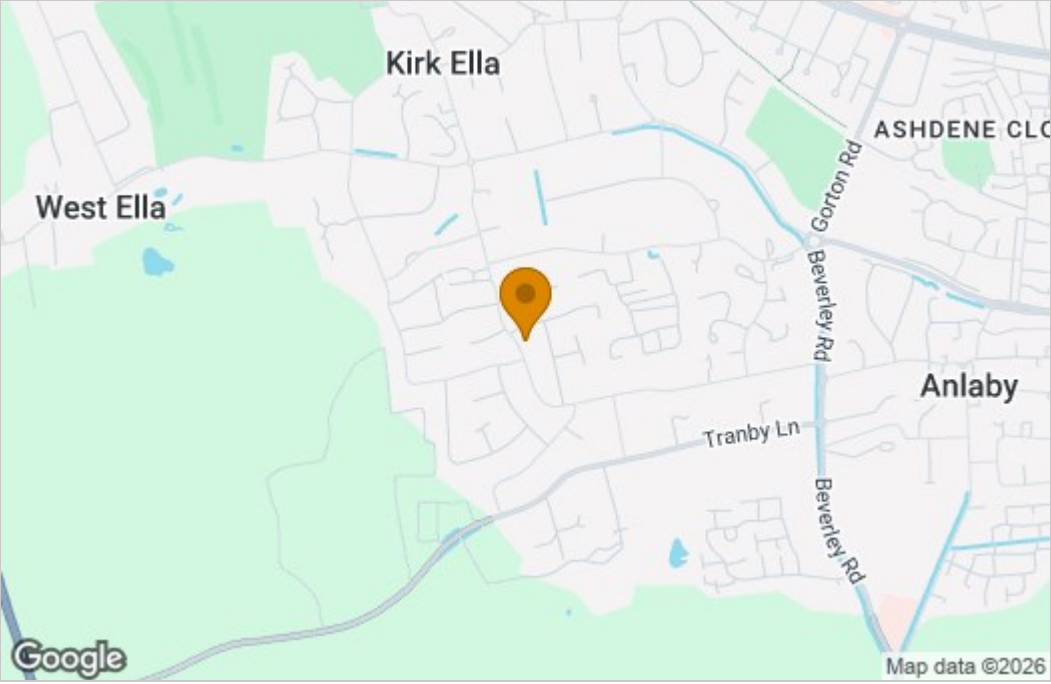 Kirk Ella
ASHDENE CLO
Gorton Rd
West Ella
Beverley Rd
Anlaby
Tranby Ln
Beverley Rd
Google
Map data ©2026